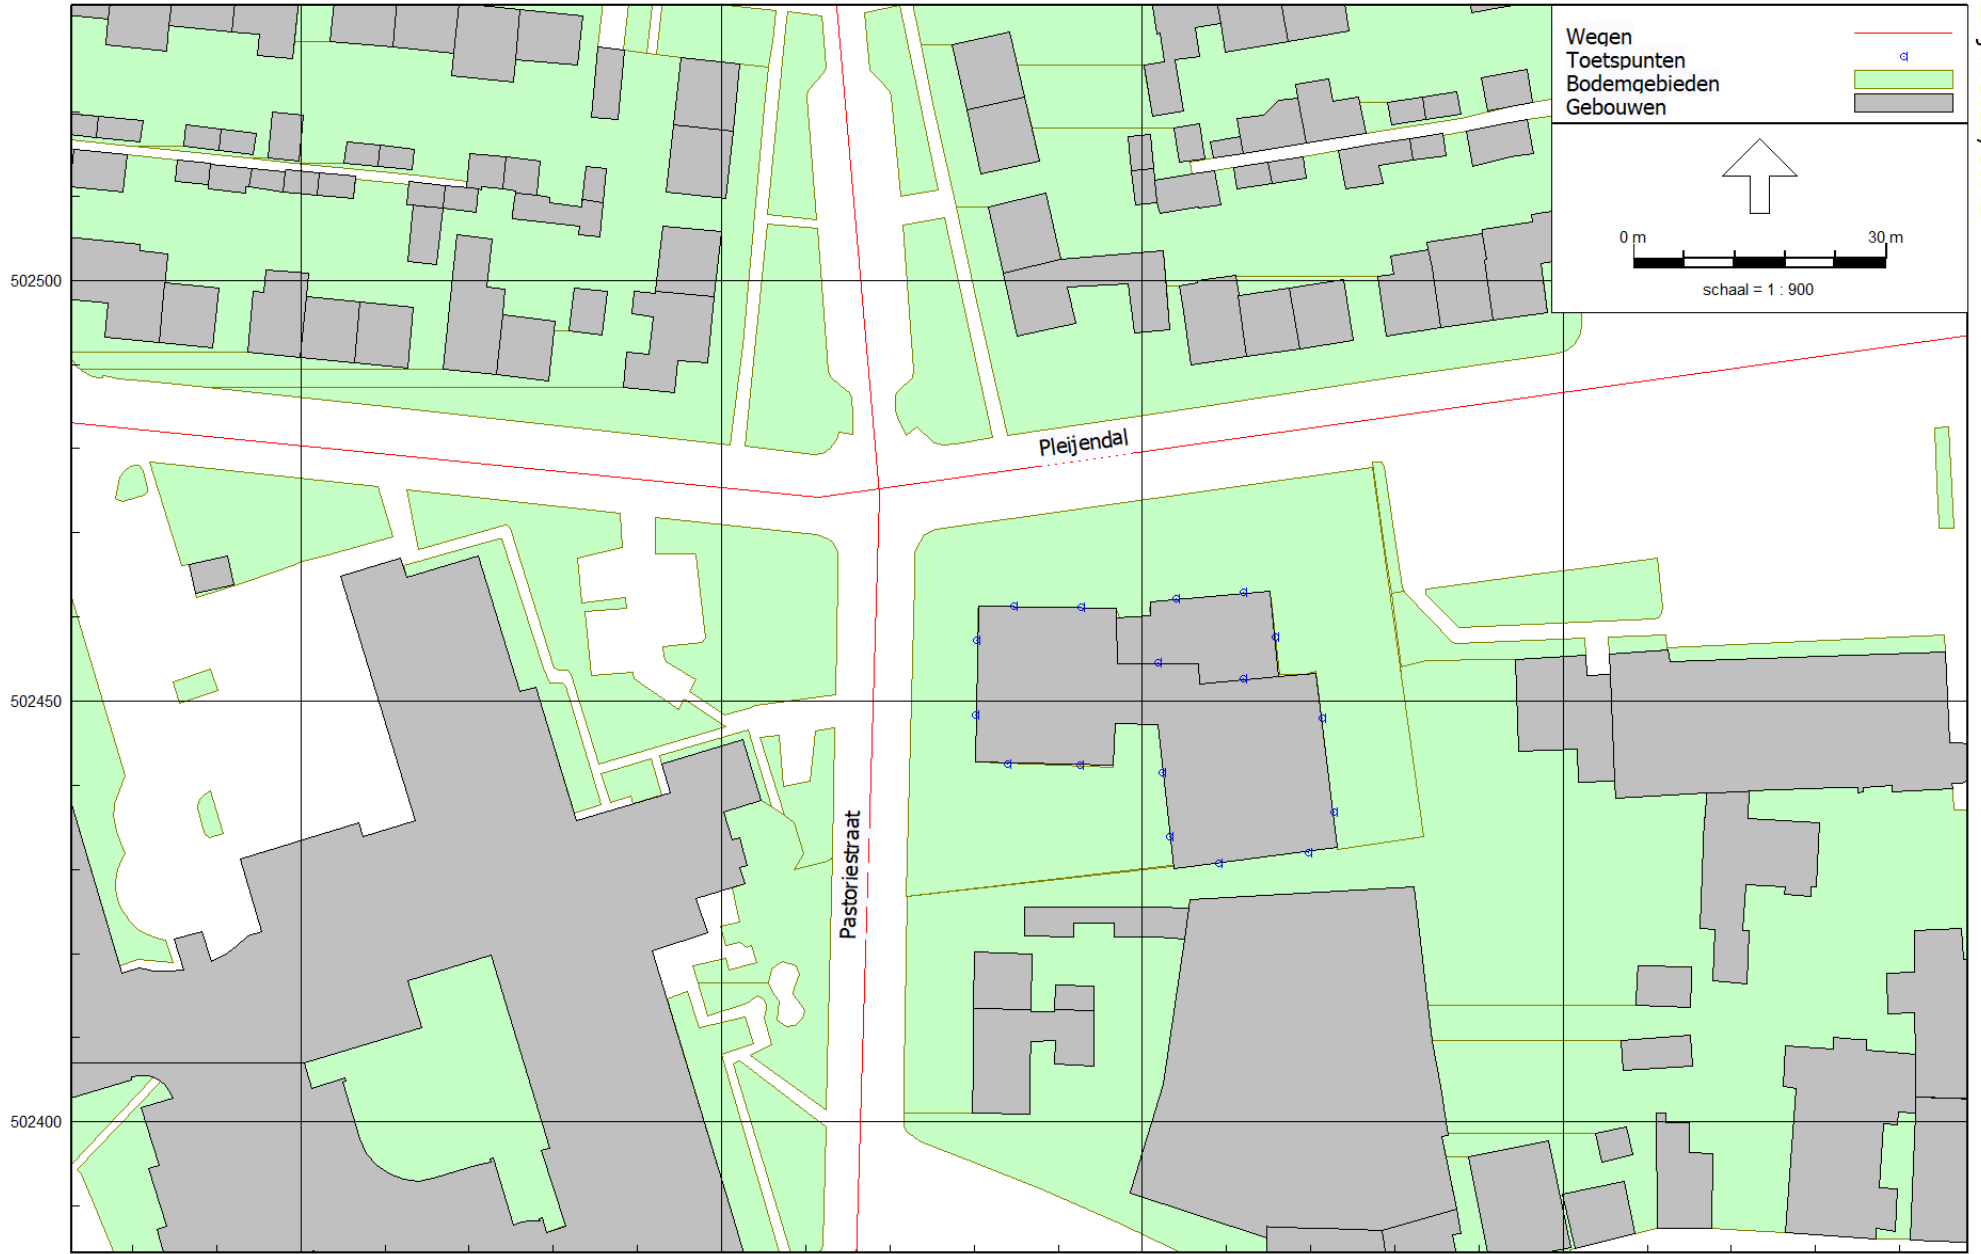 Wegen
Toetspunten
Bodemgebieden
Gebouwen
0 m 30 m
schaal = 1 : 900
502500
Pleijendal
502450
Pastoriestraat
502400